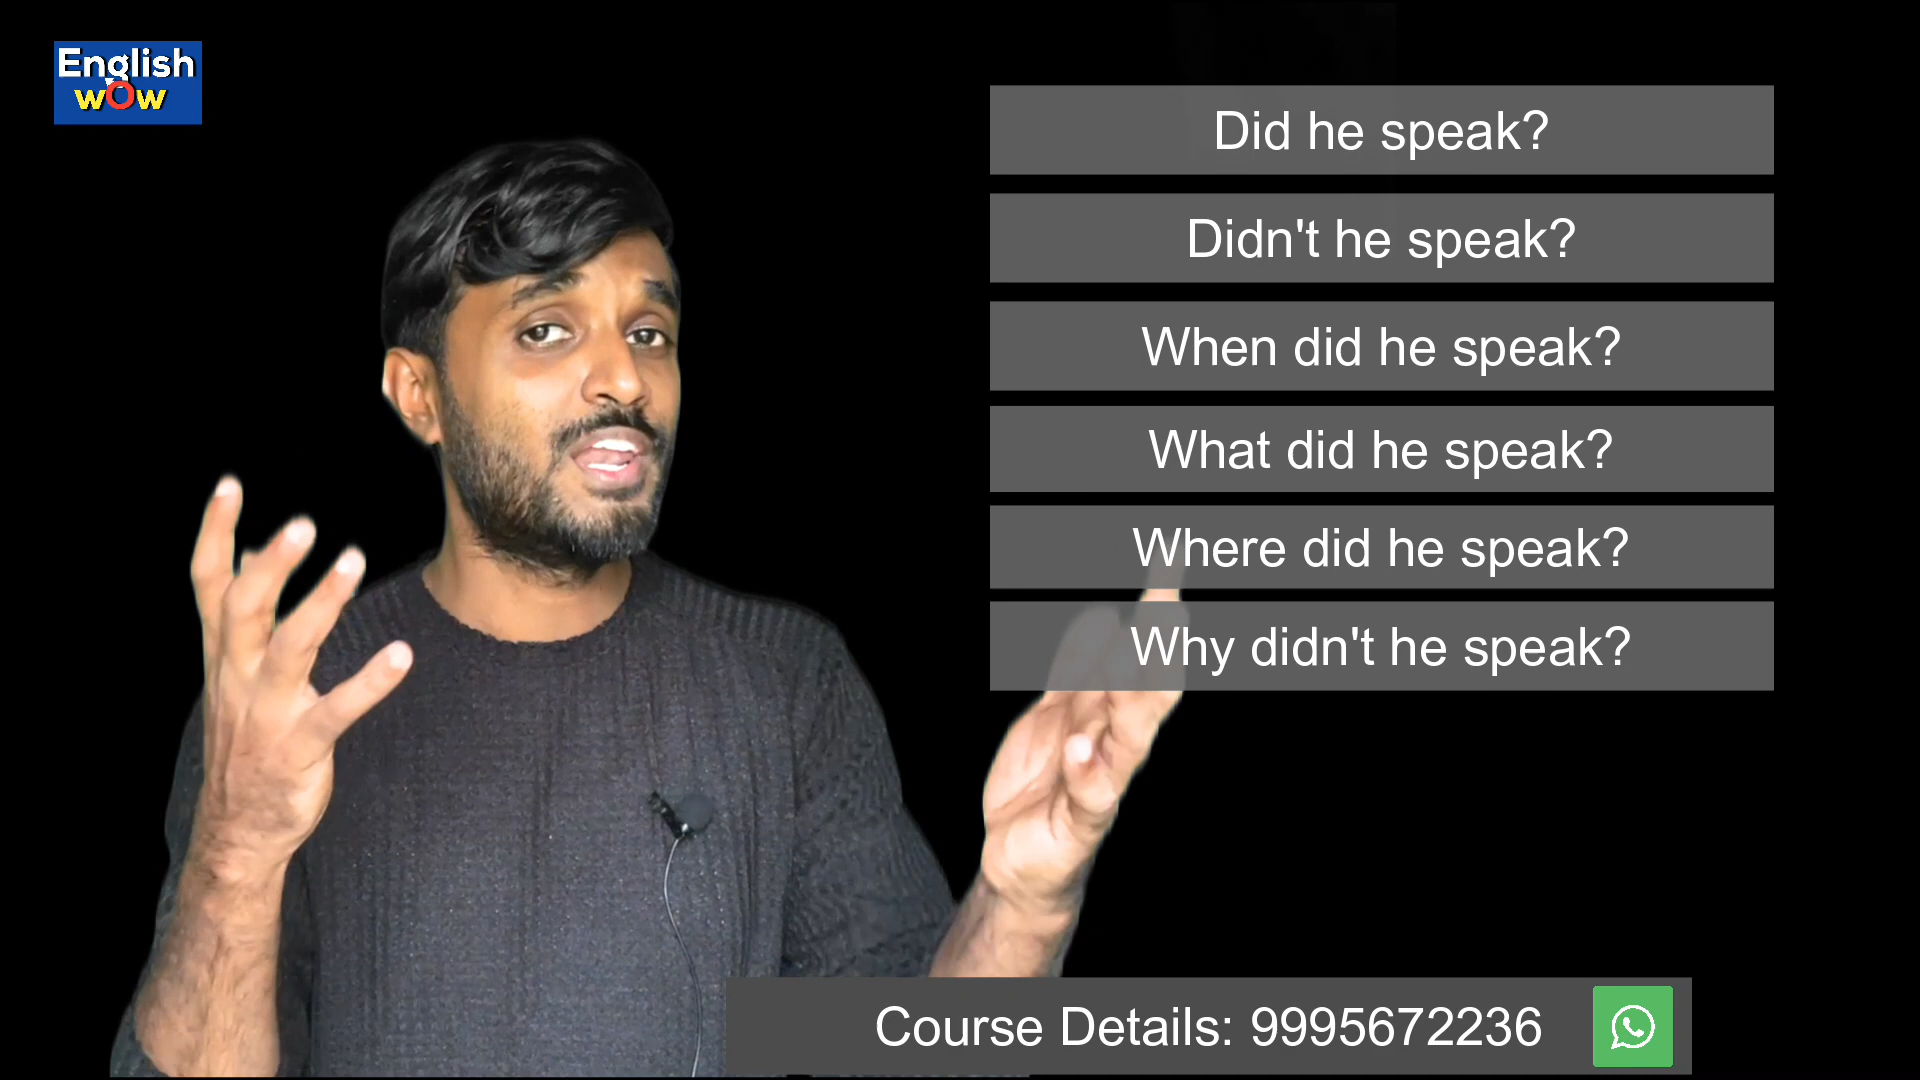 English
wOw
Did he speak?
Didn't he speak?
When did he speak?
What did he speak?
Where did he speak?
Why didn't he speak?
Course Details: 9995672236